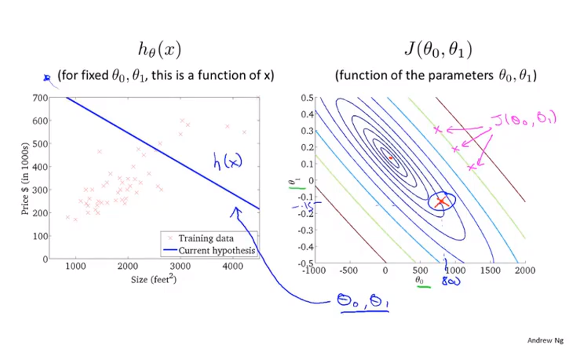 hθ(x)
(for fixed θ0, θ1, this is a function of x)
700
600
500
400
300
200
100
0
Price $ (in 1000s)
h(x)
Training data
Current hypothesis
1000 2000 3000 4000
Size (feet²)
θ0, θ1
J(θ0, θ1)
(function of the parameters θ0, θ1)
0.5
0.4
0.3
0.2
0.1
0
-0.1
-.15
-0.2
-0.3
-0.4
-0.5
θ1
J(θ0, θ1)
-1000 -500 0 500 1000 1500 2000
θ0
800
Andrew Ng